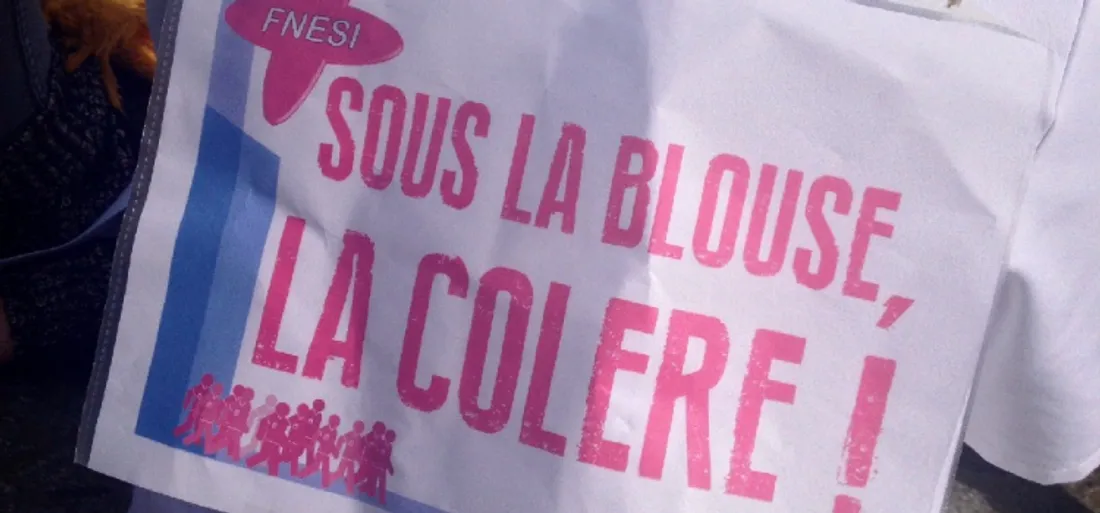 FNESI
SOUS LA BLOUSE,
LA COLERE !